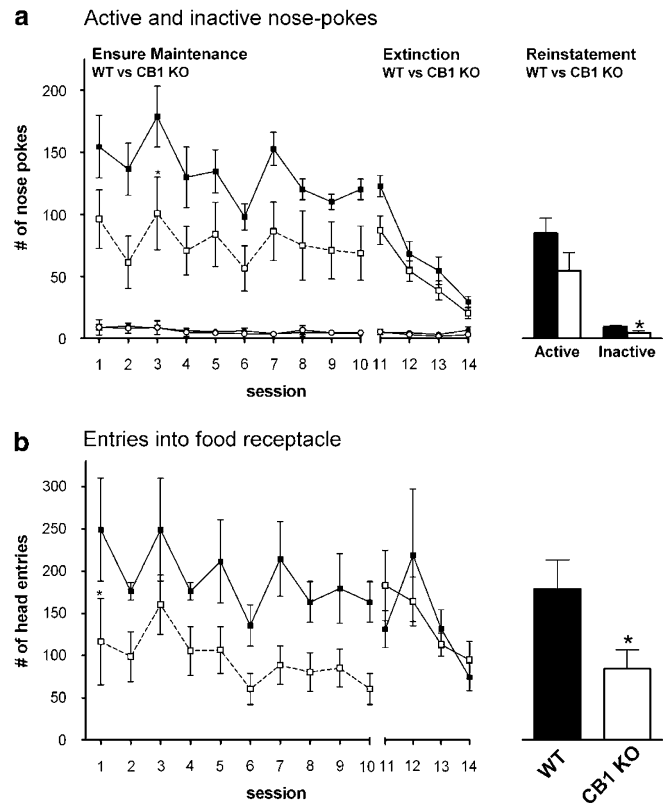 a Active and inactive nose-pokes
Ensure Maintenance Extinction Reinstatement
WT vs CB1 KO WT vs CB1 KO WT vs CB1 KO
200
150
100
50
0
# of nose pokes
*
*
1 2 3 4 5 6 7 8 9 10 11 12 13 14
session
Active Inactive
b Entries into food receptacle
300
250
200
150
100
50
0
# of head entries
*
*
1 2 3 4 5 6 7 8 9 10 11 12 13 14
session
WT CB1 KO